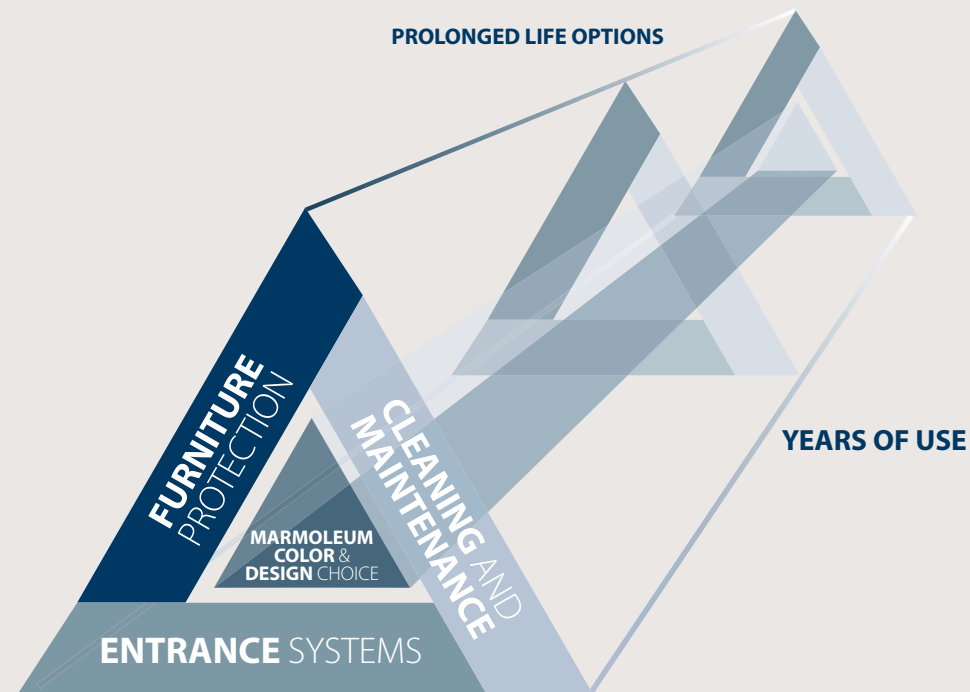 PROLONGED LIFE OPTIONS
FURNITURE
PROTECTION
CLEANING AND
MAINTENANCE
YEARS OF USE
MARMOLEUM
COLOR &
DESIGN CHOICE
ENTRANCE SYSTEMS